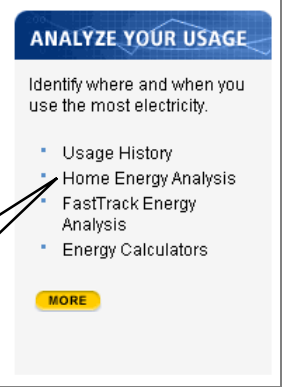 ANALYZE YOUR USAGE
Identify where and when you
use the most electricity.
Usage History
Home Energy Analysis
FastTrack Energy
Analysis
Energy Calculators
MORE